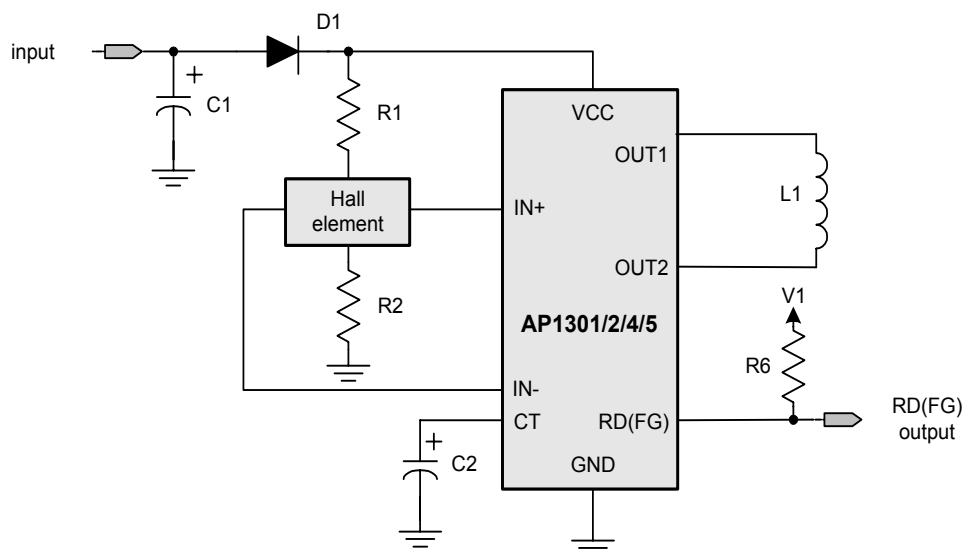 D1
input
+
C1
R1
VCC
OUT1
Hall
element
IN+
L1
OUT2
R2
V1
AP1301/2/4/5
R6
IN-
RD(FG)
output
CT
RD(FG)
+
C2
GND